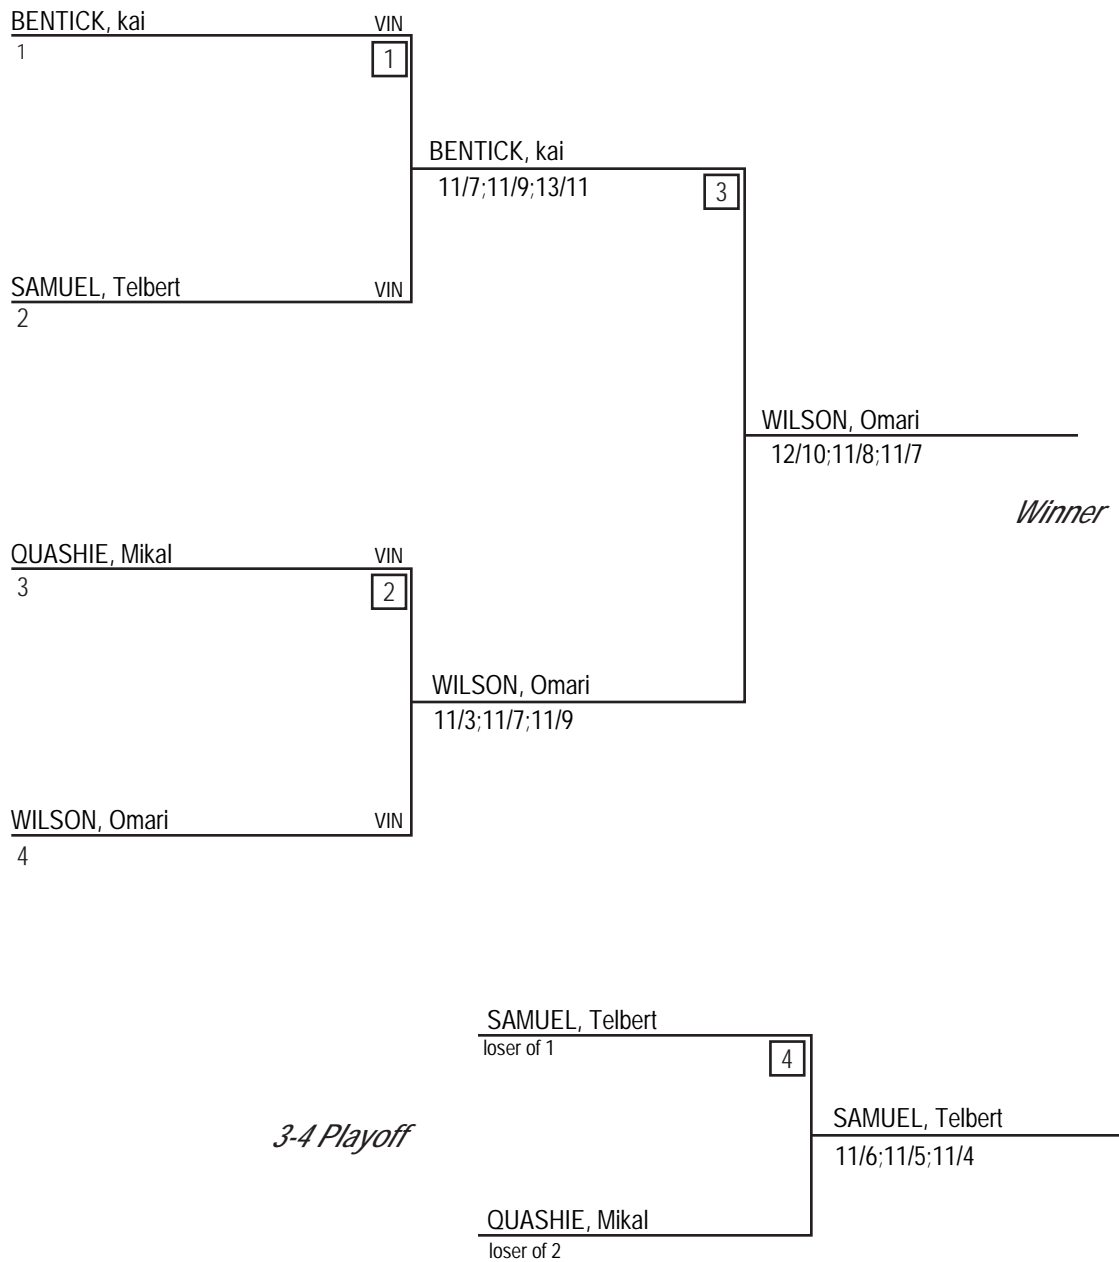 BENTICK, kai VIN
1
1
BENTICK, kai
11/7;11/9;13/11
3
SAMUEL, Telbert VIN
2
WILSON, Omari
12/10;11/8;11/7
Winner
QUASHIE, Mikal VIN
3
2
WILSON, Omari
11/3;11/7;11/9
WILSON, Omari VIN
4
SAMUEL, Telbert
loser of 1
4
3-4 Playoff
SAMUEL, Telbert
11/6;11/5;11/4
QUASHIE, Mikal
loser of 2